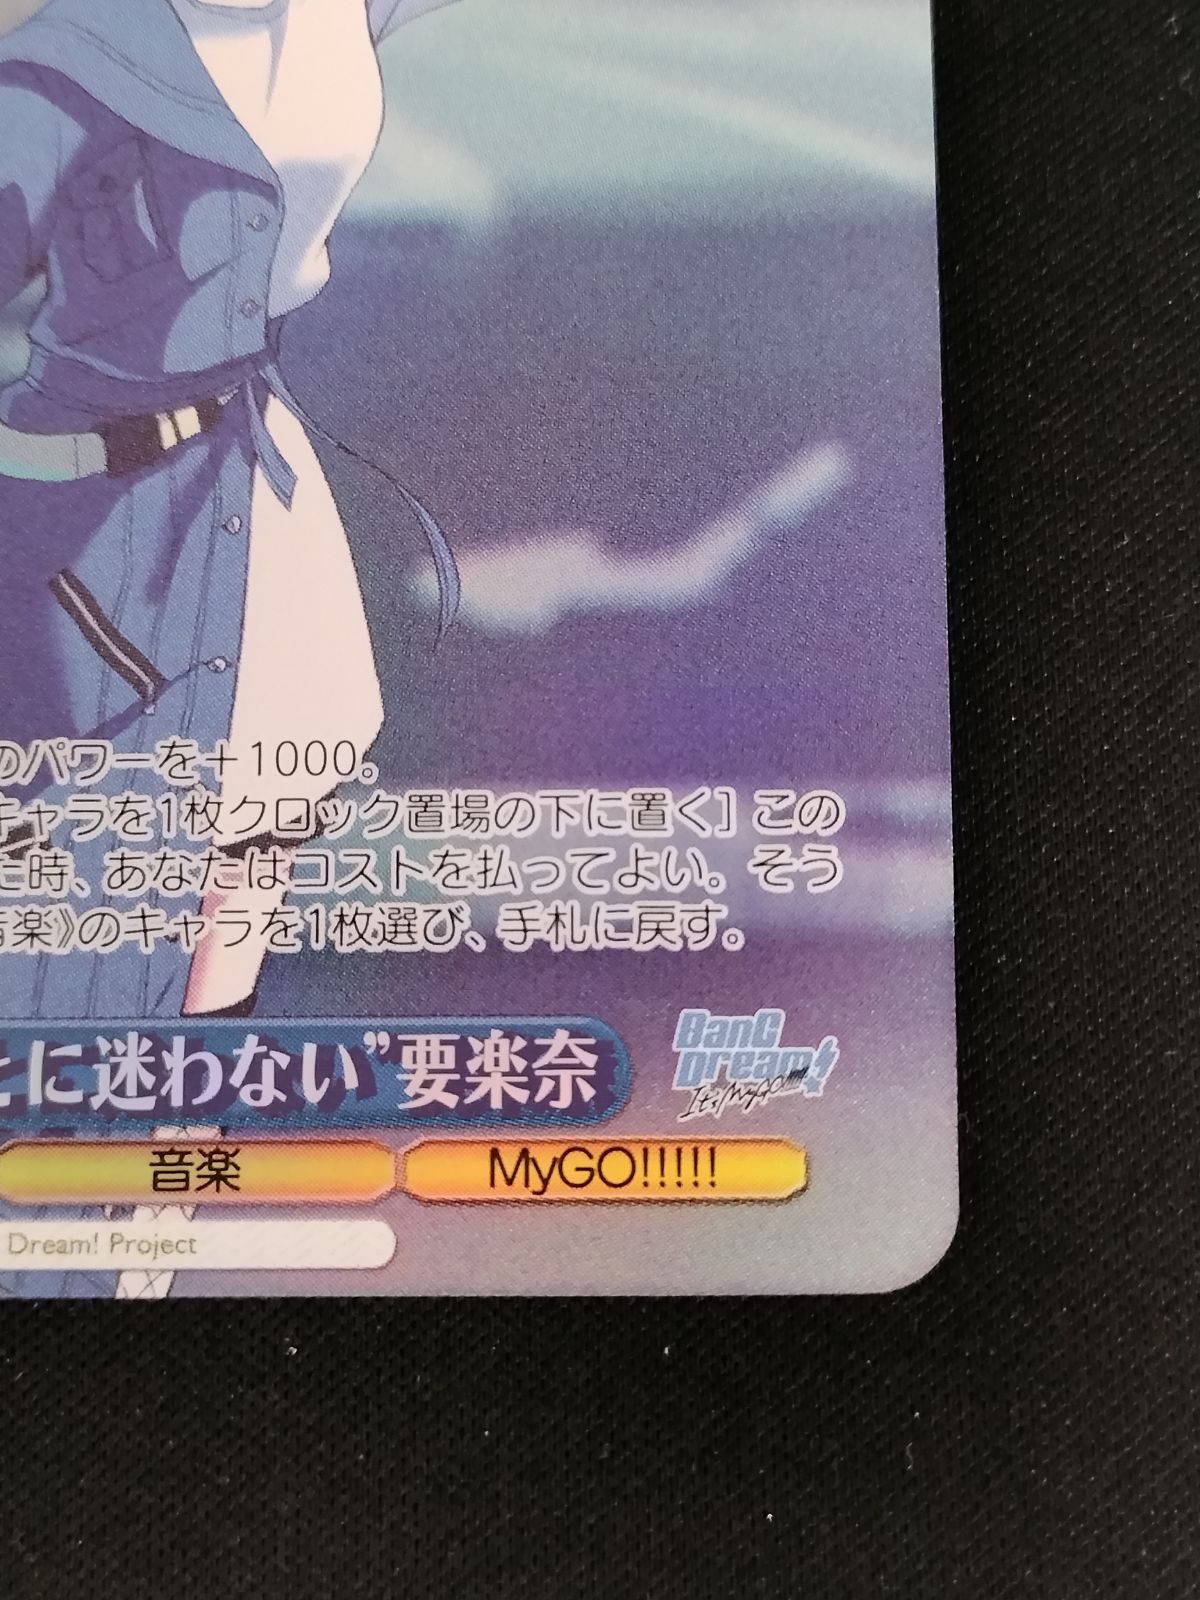 のパワーを＋1000。
キャラを1枚クロック置場の下に置く］この
た時、あなたはコストを払ってよい。そう
音楽》のキャラを1枚選び、手札に戻す。
とに迷わない”要楽奈
BanG
Dream!
It's MyGO!!!!!
音楽
MyGO!!!!!
Dream! Project